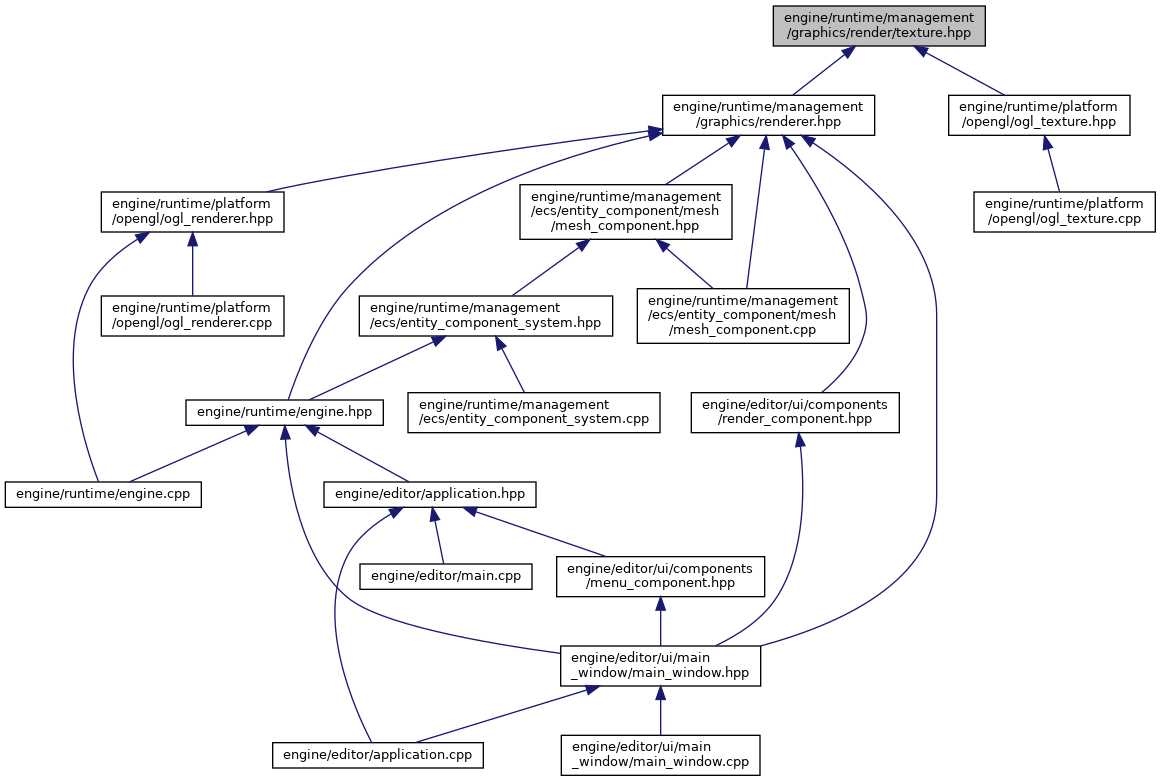 engine/runtime/management
/graphics/render/texture.hpp
engine/runtime/management
/graphics/renderer.hpp
engine/runtime/platform
/opengl/ogl_texture.hpp
engine/runtime/platform
/opengl/ogl_renderer.hpp
engine/runtime/management
/ecs/entity_component/mesh
/mesh_component.hpp
engine/runtime/platform
/opengl/ogl_texture.cpp
engine/runtime/platform
/opengl/ogl_renderer.cpp
engine/runtime/management
/ecs/entity_component_system.hpp
engine/runtime/management
/ecs/entity_component/mesh
/mesh_component.cpp
engine/runtime/engine.hpp
engine/runtime/management
/ecs/entity_component_system.cpp
engine/editor/ui/components
/render_component.hpp
engine/runtime/engine.cpp
engine/editor/application.hpp
engine/editor/main.cpp
engine/editor/ui/components
/menu_component.hpp
engine/editor/ui/main
_window/main_window.hpp
engine/editor/application.cpp
engine/editor/ui/main
_window/main_window.cpp